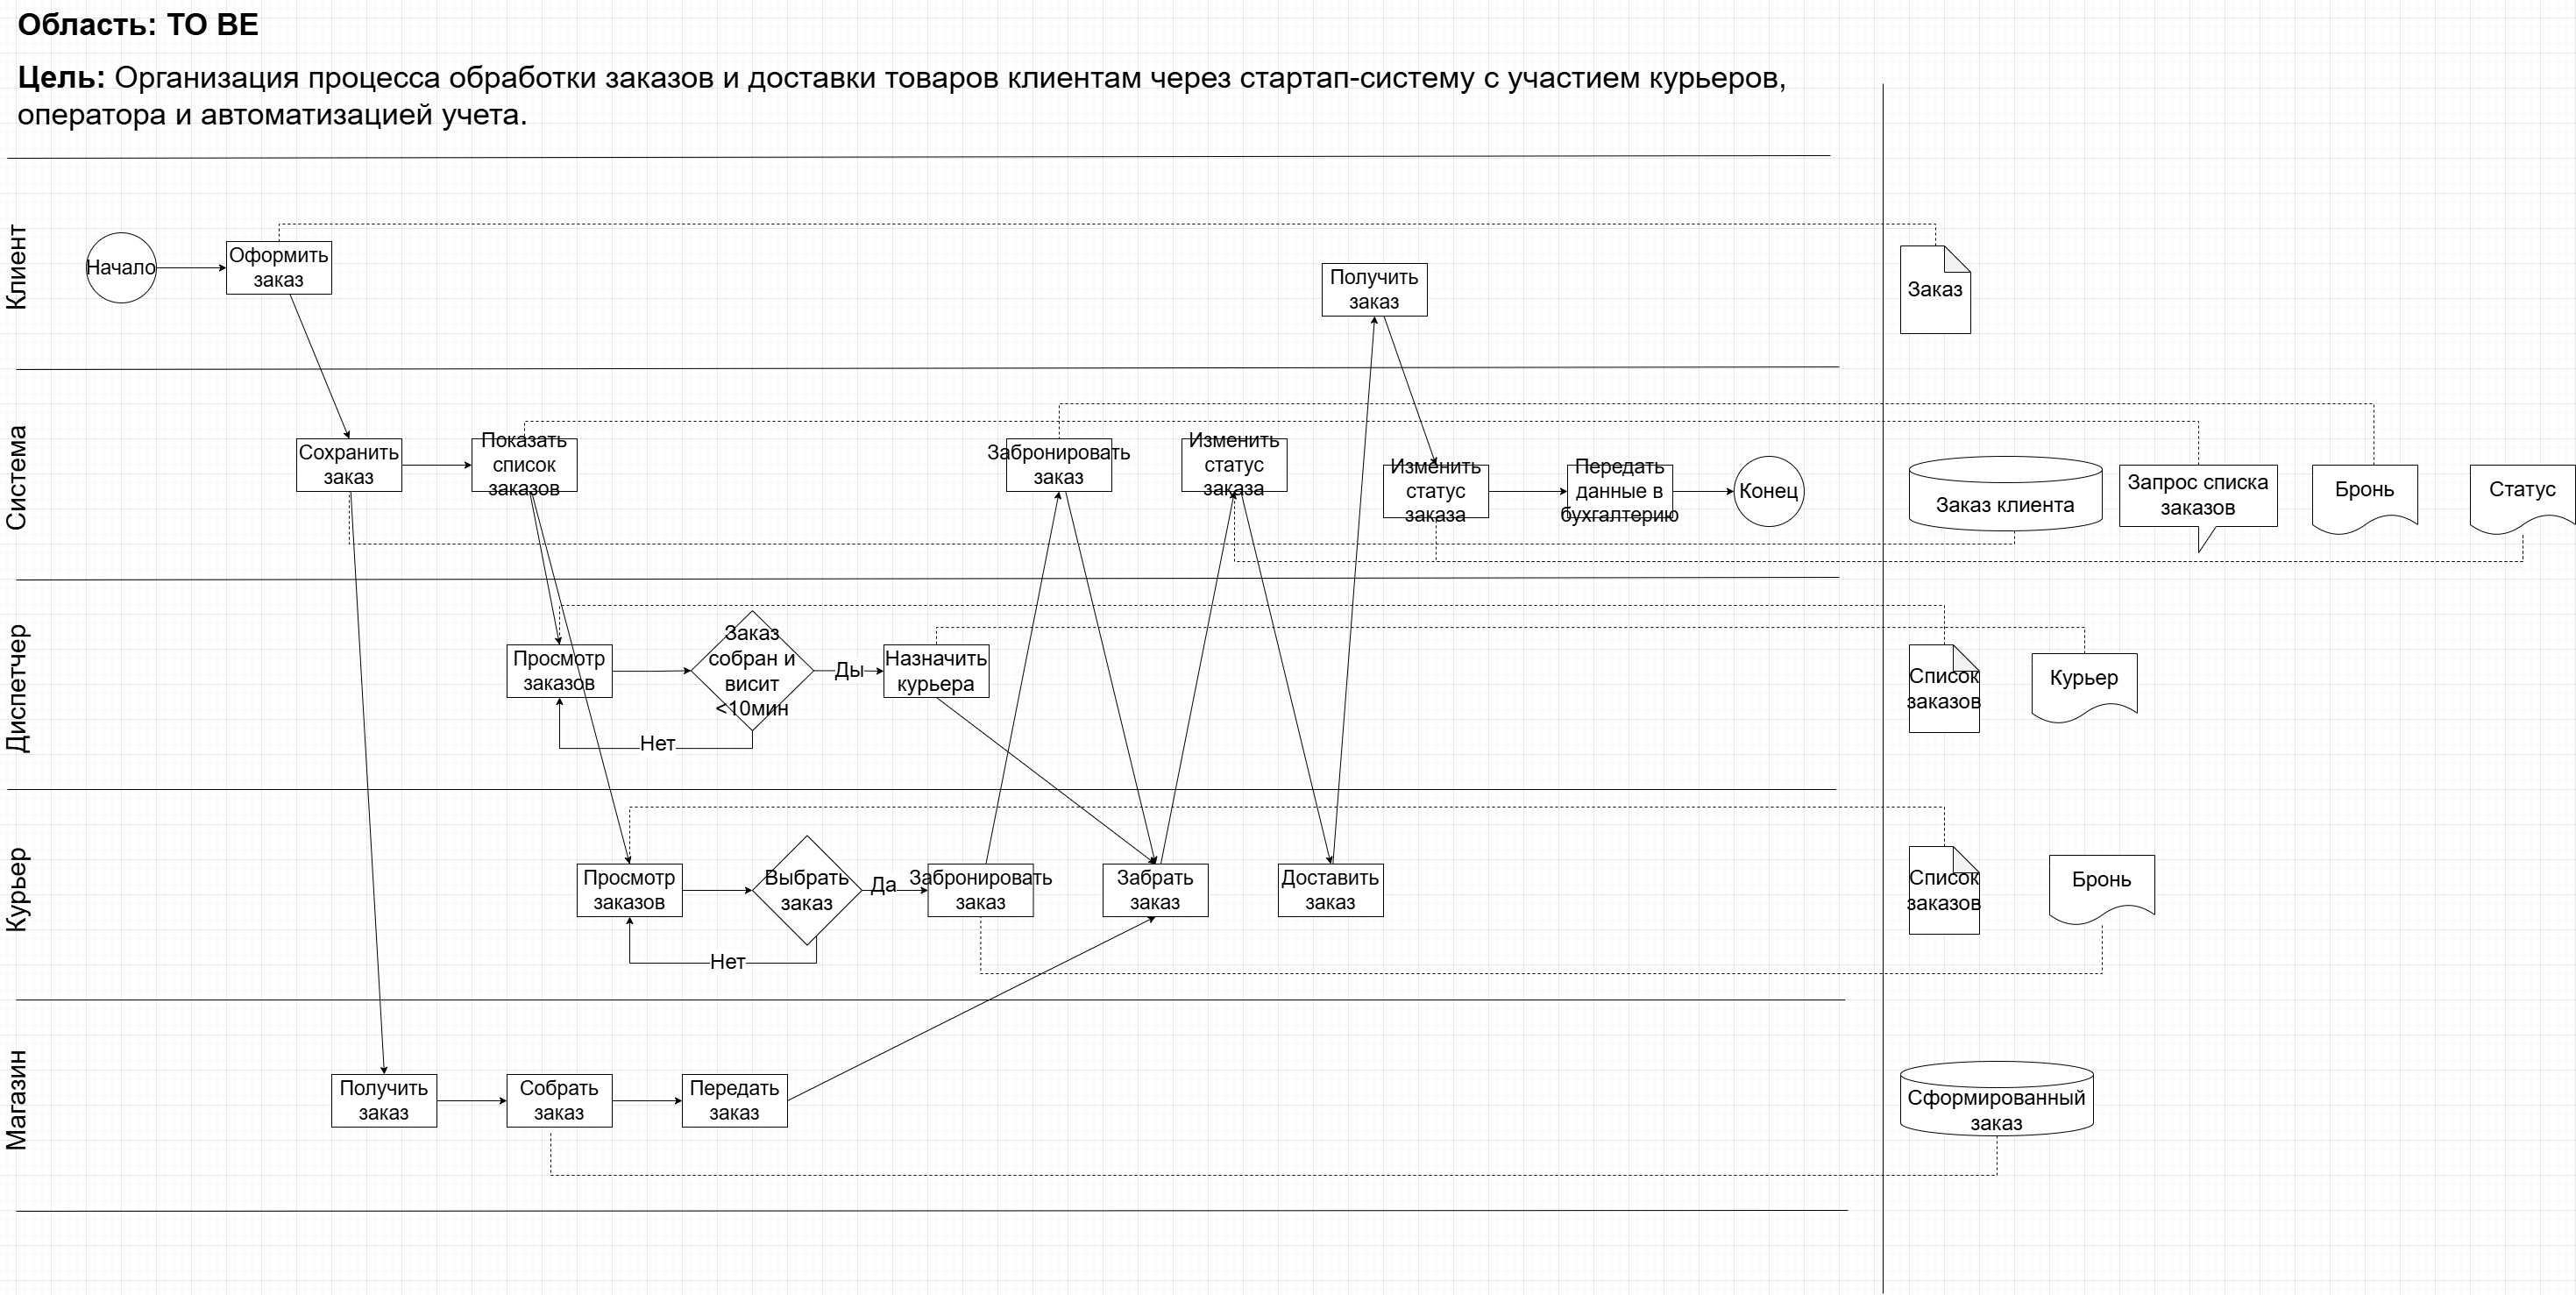 Область: TO BE
Цель: Организация процесса обработки заказов и доставки товаров клиентам через стартап-систему с участием курьеров,
оператора и автоматизацией учета.
Клиент
Начало
Оформить
заказ
Получить
заказ
Заказ
Система
Сохранить
заказ
Показать
список
заказов
Забронировать
заказ
Изменить
статус
заказа
Изменить
статус
заказа
Передать
данные в
бухгалтерию
Конец
Заказ клиента
Запрос списка
заказов
Бронь
Статус
Диспетчер
Просмотр
заказов
Заказ
собран и
висит
<10мин
Ды
Нет
Назначить
курьера
Список
заказов
Курьер
Курьер
Просмотр
заказов
Выбрать
заказ
Да
Нет
Забронировать
заказ
Забрать
заказ
Доставить
заказ
Список
заказов
Бронь
Магазин
Получить
заказ
Собрать
заказ
Передать
заказ
Сформированный
заказ